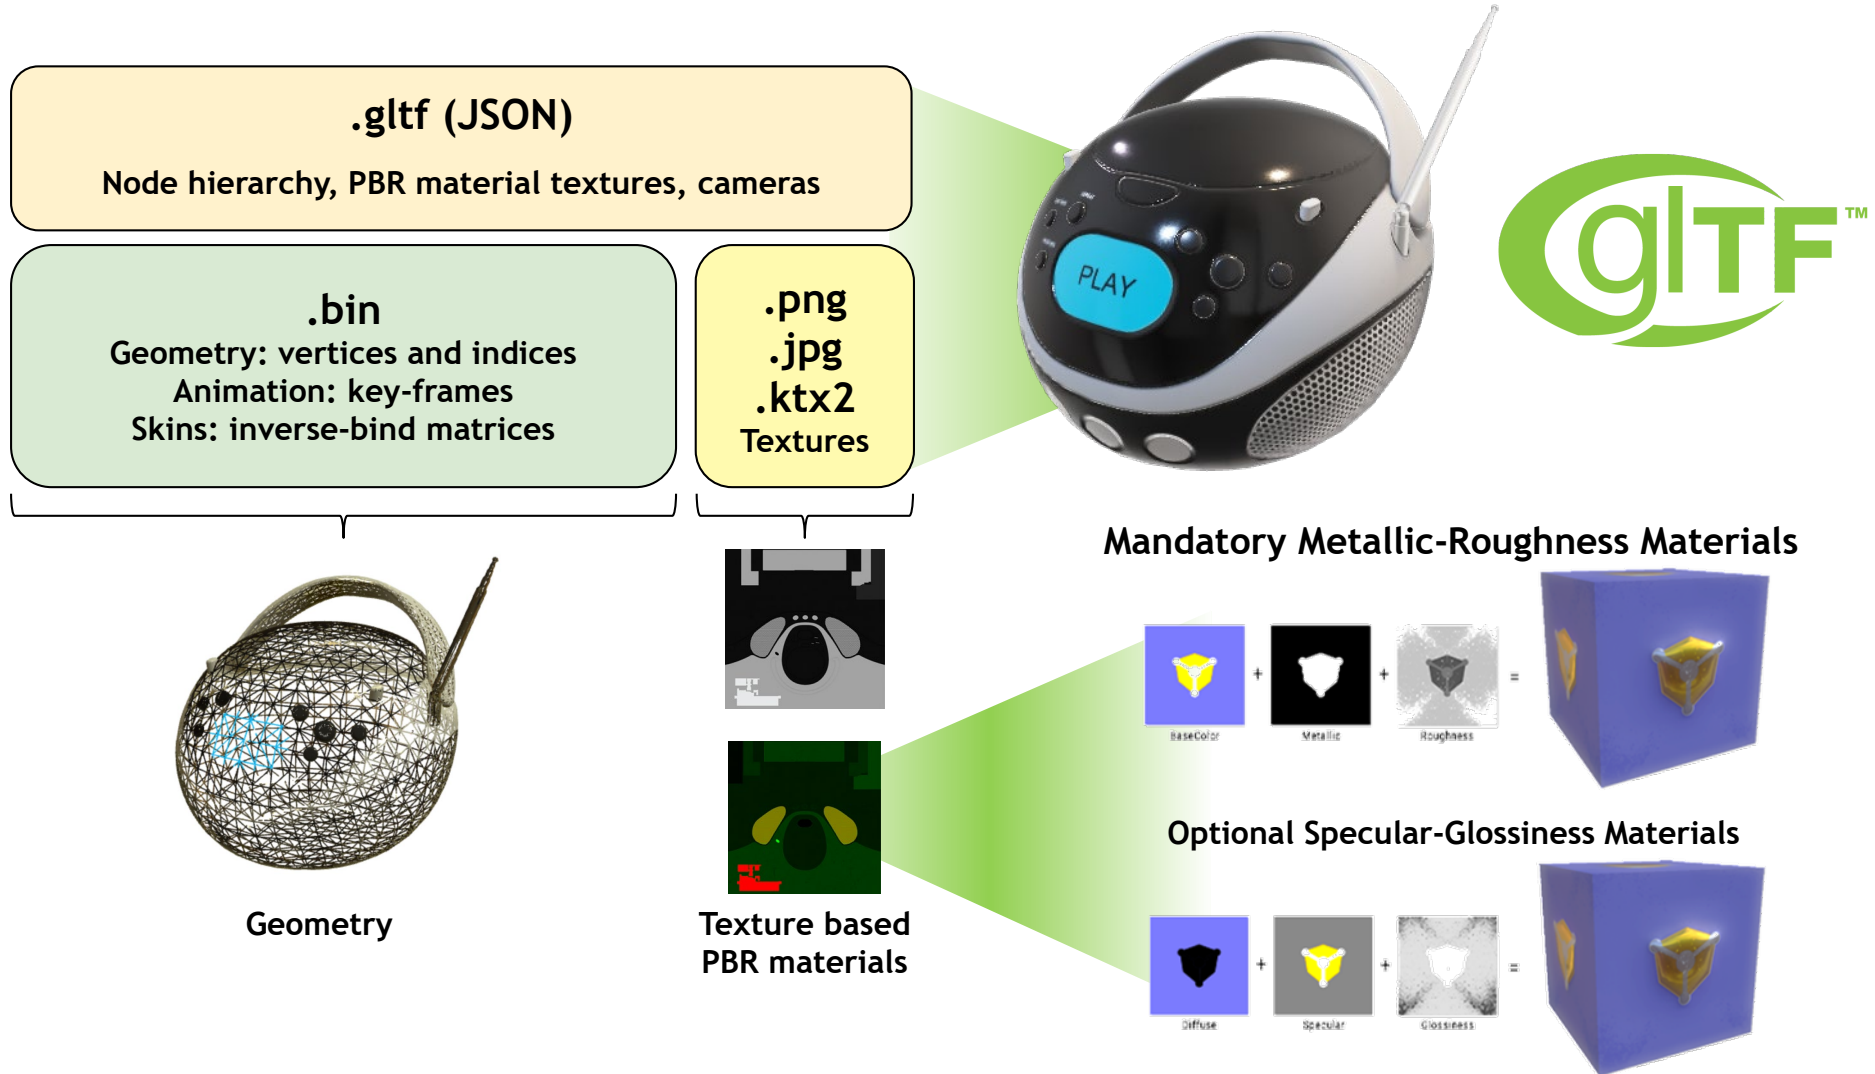 .gltf (JSON)
Node hierarchy, PBR material textures, cameras
.bin
Geometry: vertices and indices
Animation: key-frames
Skins: inverse-bind matrices
.png
.jpg
.ktx2
Textures
PLAY
glTF™
Geometry
Texture based
PBR materials
Mandatory Metallic-Roughness Materials
+ + =
BaseColor Metallic Roughness
Optional Specular-Glossiness Materials
+ + =
Diffuse Specular Glossiness